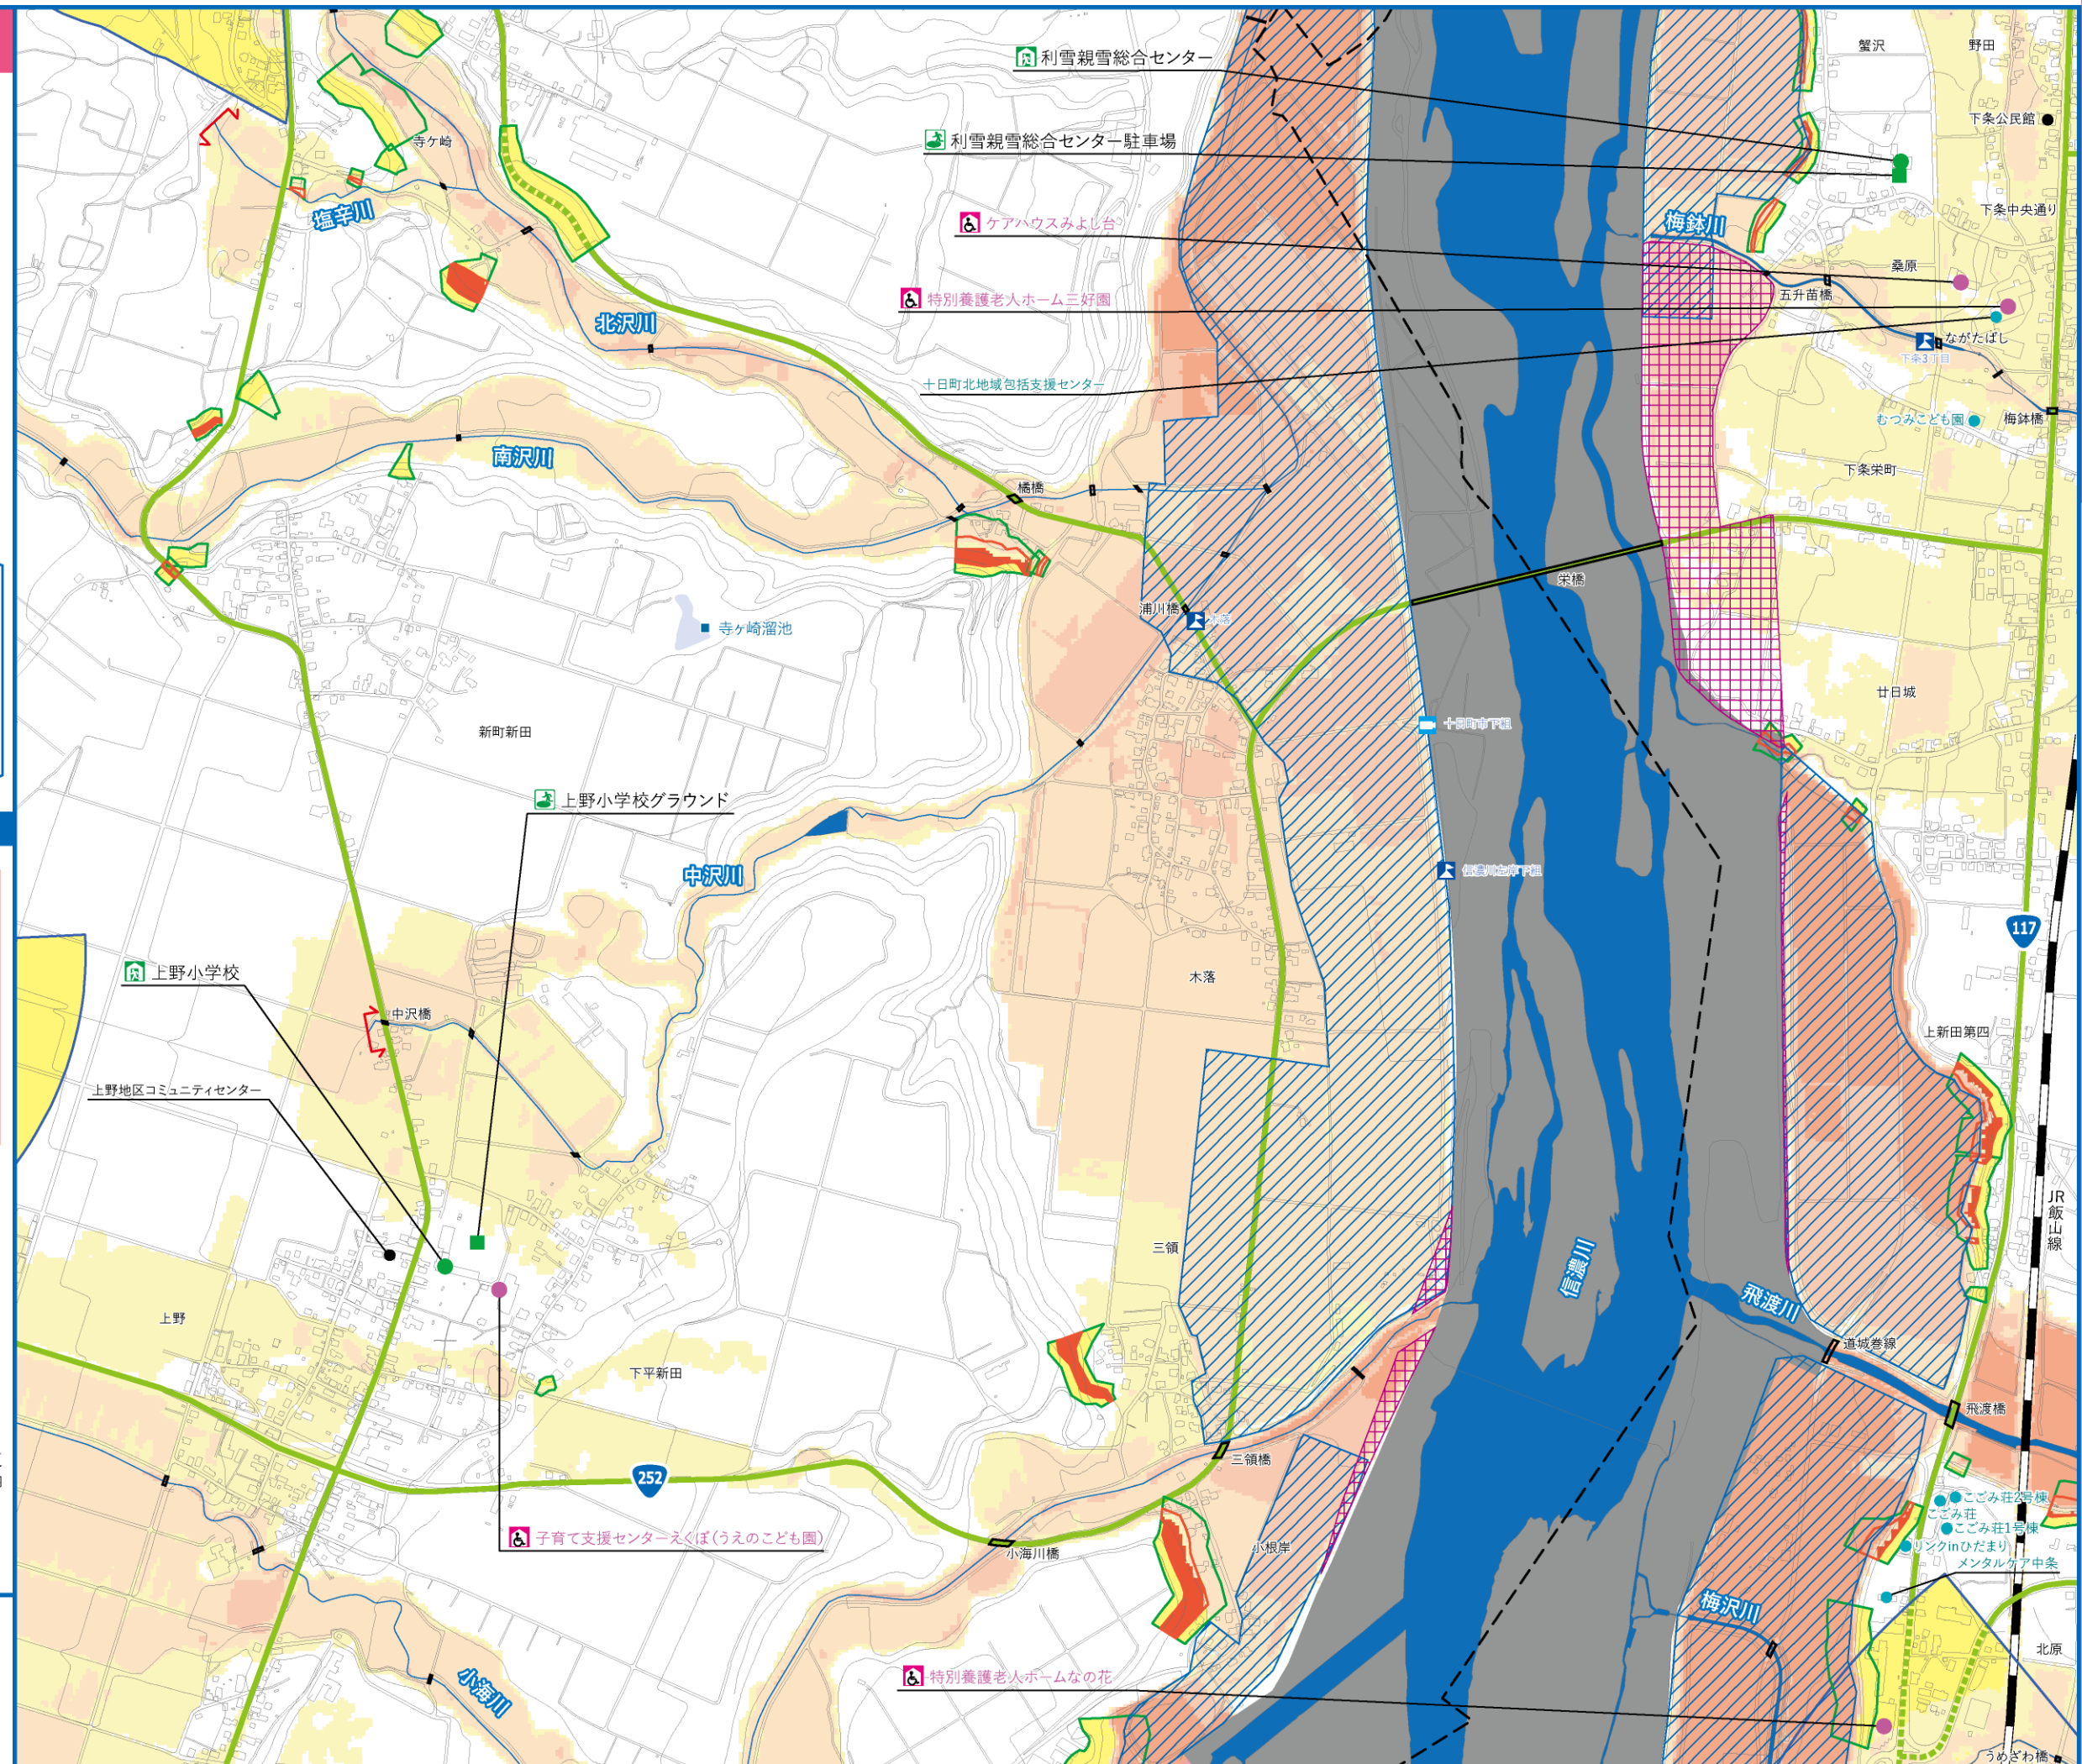 蟹沢
野田
利雪親雪総合センター
下条公民館
寺ケ崎
利雪親雪総合センター駐車場
塩辛川
下条中央通り
ケアハウスみよし台
梅鉢川
桑原
特別養護老人ホーム三好園
五升苗橋
北沢川
ながたばし
下条3丁目
十日町北地域包括支援センター
むつみこども園
梅鉢橋
南沢川
下条栄町
橘橋
栄橋
浦川橋
木落
寺ヶ崎溜池
廿日城
新町新田
十日町市下組
上野小学校グラウンド
中沢川
信濃川左岸下組
117
上野小学校
木落
中沢橋
上新田第四
上野地区コミュニティセンター
JR飯山線
三領
信濃川
飛渡川
上野
道城巻線
下平新田
飛渡橋
三領橋
252
こごみ荘2号棟
こごみ荘
こごみ荘1号棟
子育て支援センターえくぼ(うえのこども園)
小海川橋
小根岸
リンクinひだまり
メンタルケア中条
梅沢川
北原
小海川
特別養護老人ホームなの花
うめざわ橋